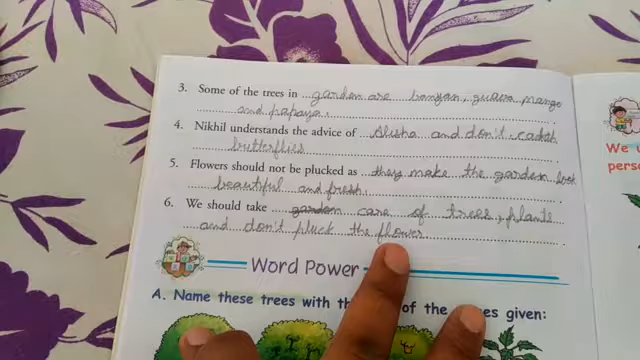 3. Some of the trees in garden are banyan, guava mango
and papaya.
4. Nikhil understands the advice of Alisha and don't catch
butterflies
5. Flowers should not be plucked as they make the garden look
beautiful and fresh.
6. We should take garden care of trees, plants
and don't pluck the flower
Word Power
A. Name these trees with th of the es given:
We
pers